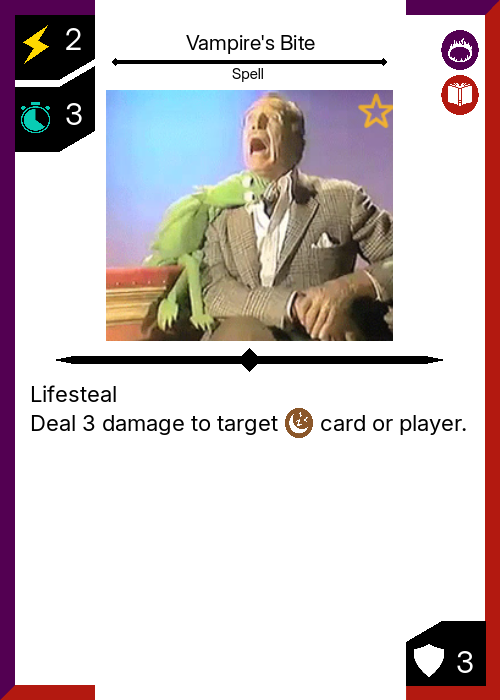 2
Vampire's Bite
Spell
3
Lifesteal
Deal 3 damage to target card or player.
3